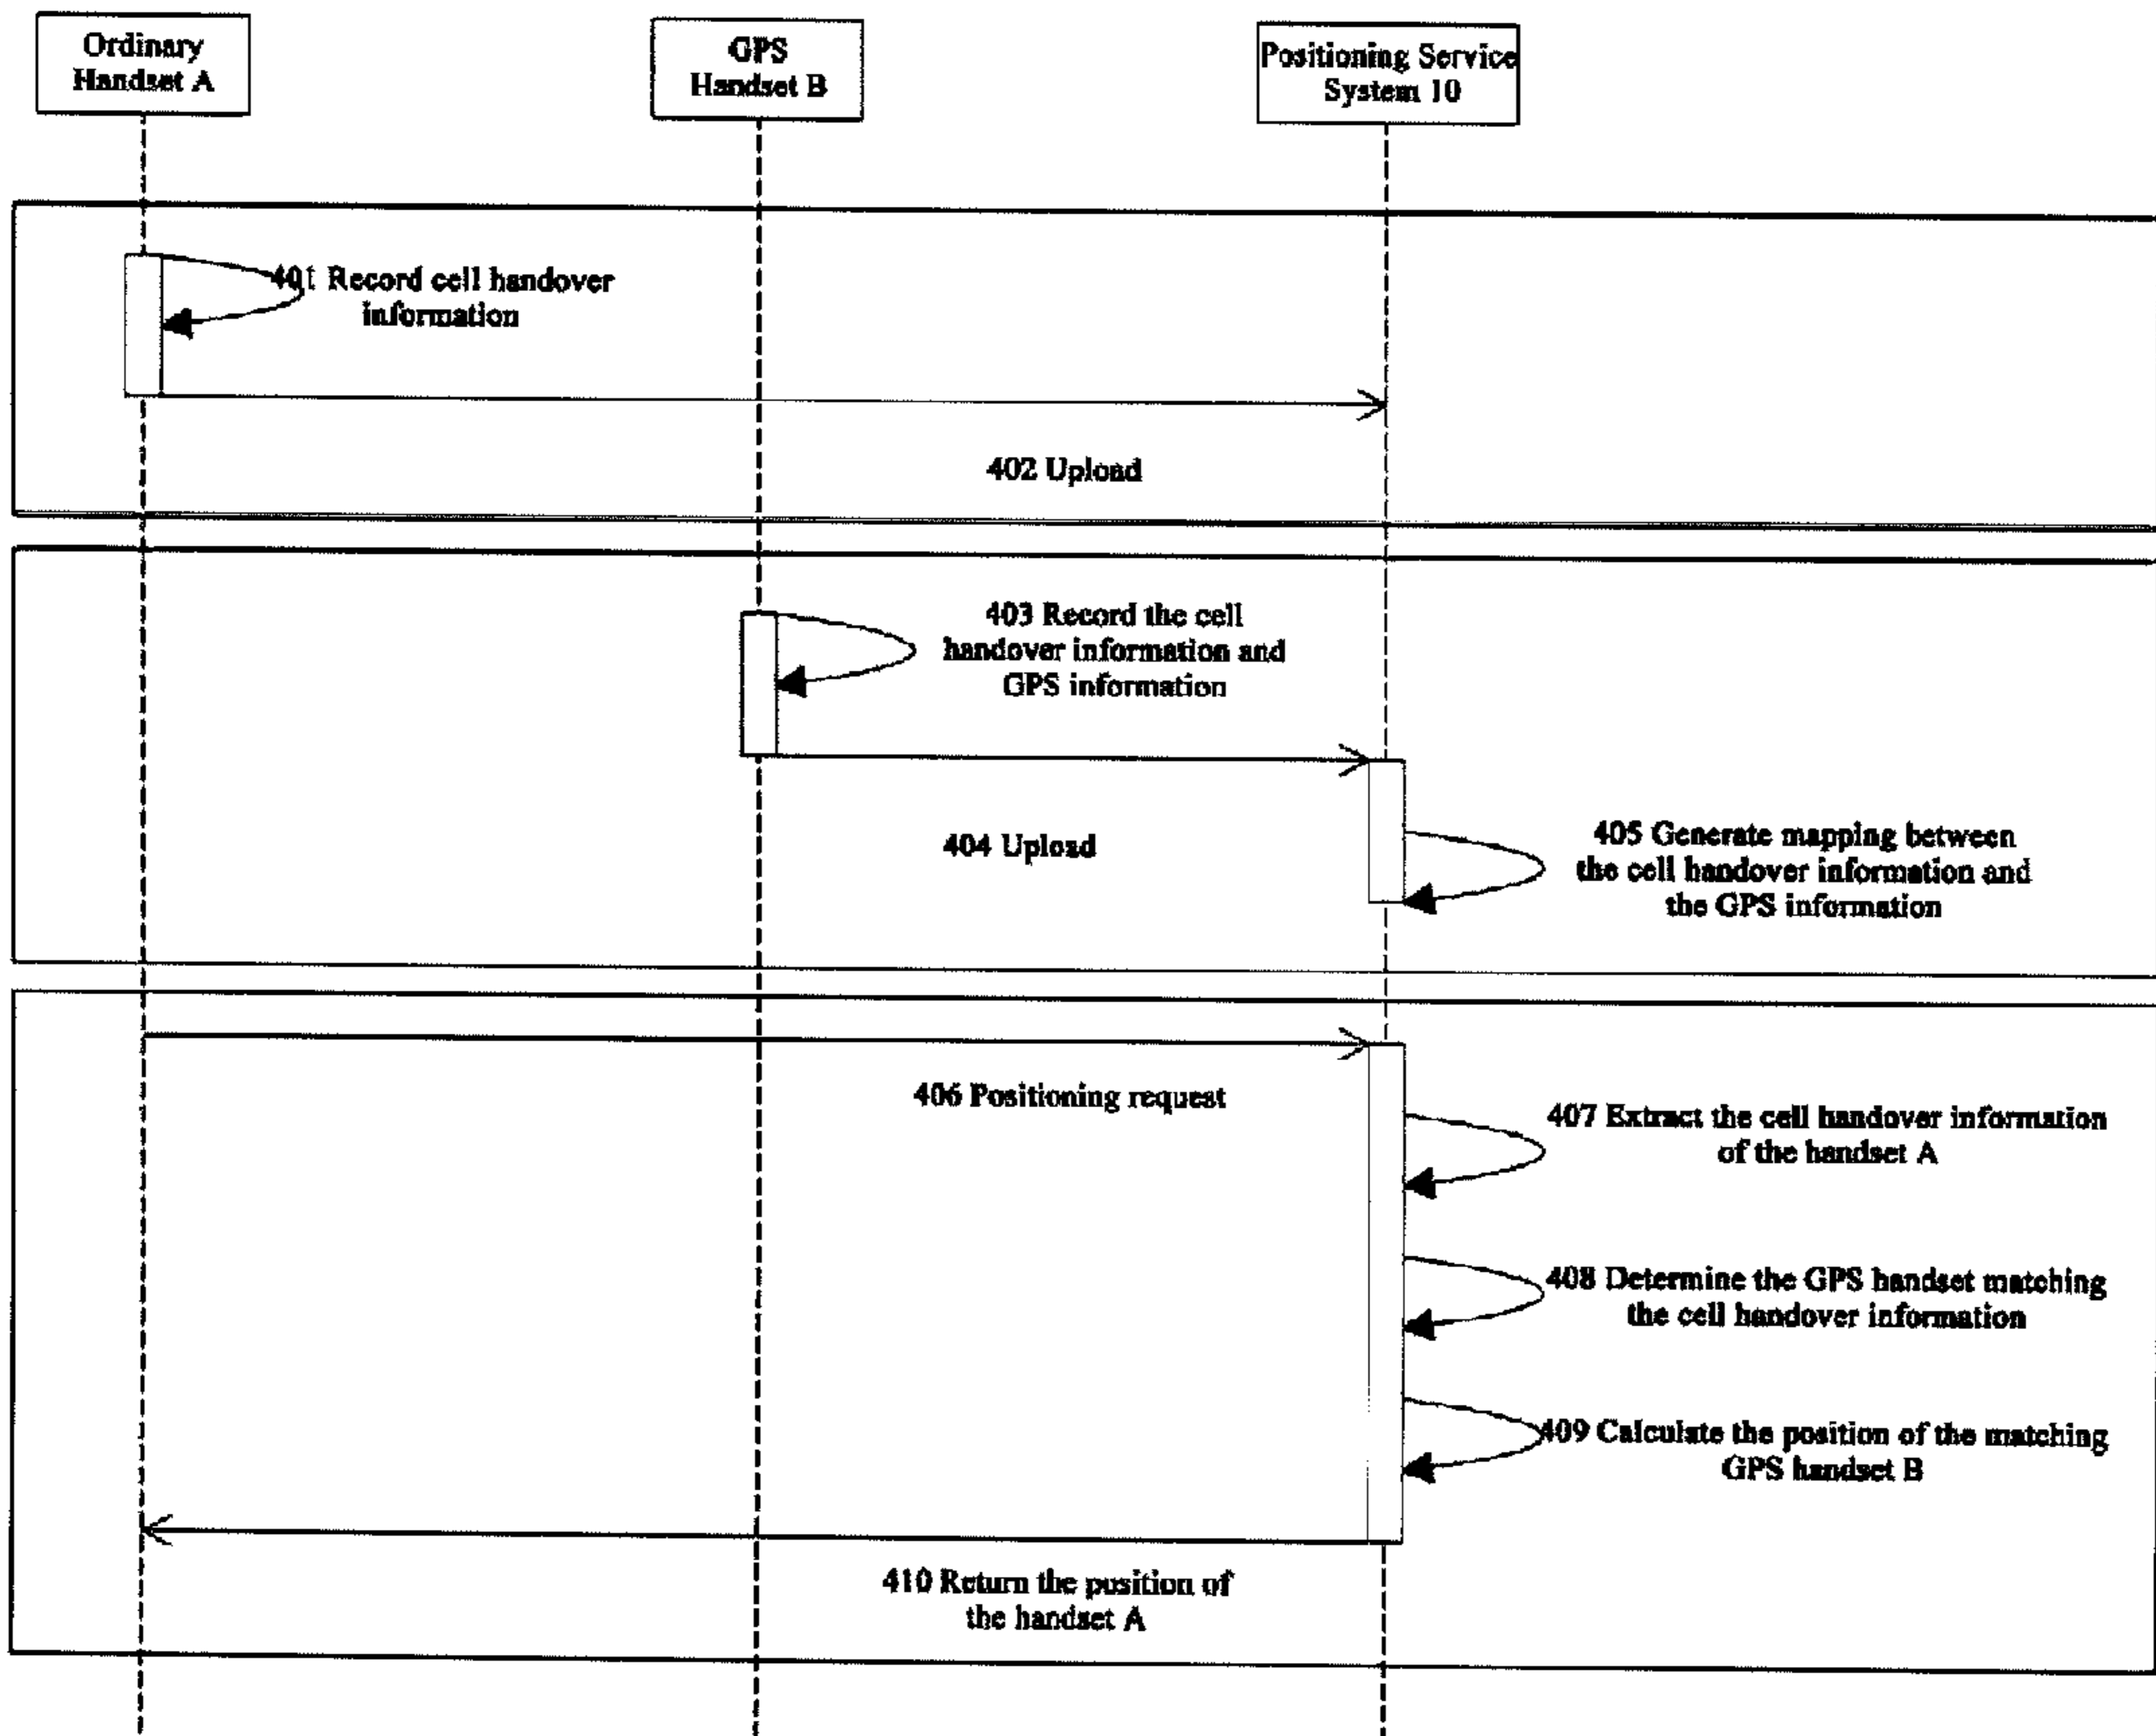 Ordinary
Handset A
GPS
Handset B
Positioning Service
System 10
401 Record cell handover
information
402 Upload
403 Record the cell
handover information and
GPS information
404 Upload
405 Generate mapping between
the cell handover information and
the GPS information
406 Positioning request
407 Extract the cell handover information
of the handset A
408 Determine the GPS handset matching
the cell handover information
409 Calculate the position of the matching
GPS handset B
410 Return the position of
the handset A